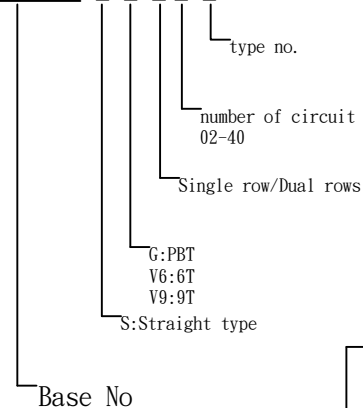 type no.
number of circuit
02-40
Single row/Dual rows
G:PBT
V6:6T
V9:9T
S:Straight type
Base No